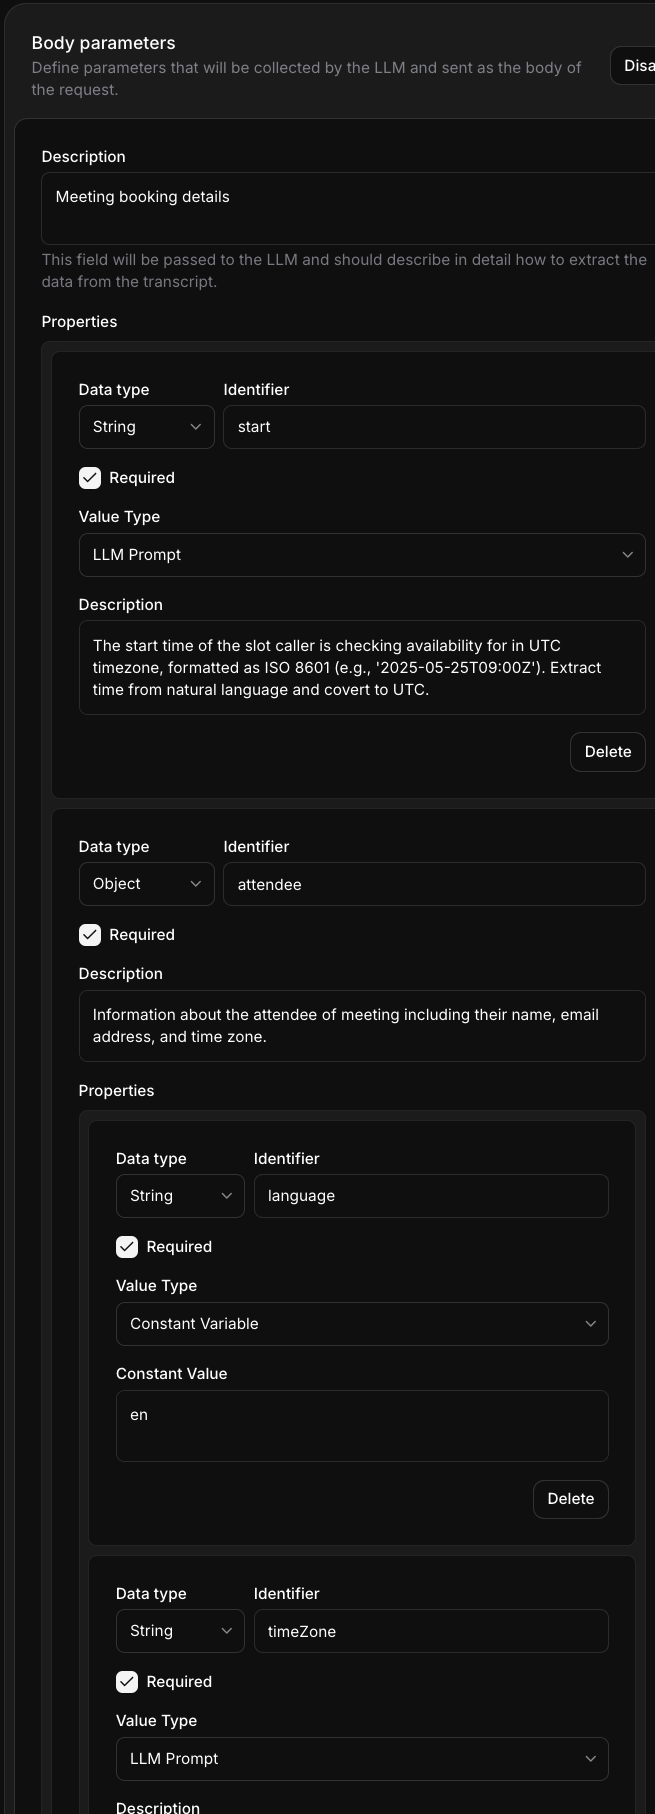 Body parameters
Define parameters that will be collected by the LLM and sent as the body of
the request.
Disa
Description
Meeting booking details
This field will be passed to the LLM and should describe in detail how to extract the
data from the transcript.
Properties
Data type Identifier
String start
Required
Value Type
LLM Prompt
Description
The start time of the slot caller is checking availability for in UTC
timezone, formatted as ISO 8601 (e.g., '2025-05-25T09:00Z'). Extract
time from natural language and covert to UTC.
Delete
Data type Identifier
Object attendee
Required
Description
Information about the attendee of meeting including their name, email
address, and time zone.
Properties
Data type Identifier
String language
Required
Value Type
Constant Variable
Constant Value
en
Delete
Data type Identifier
String timeZone
Required
Value Type
LLM Prompt
Description